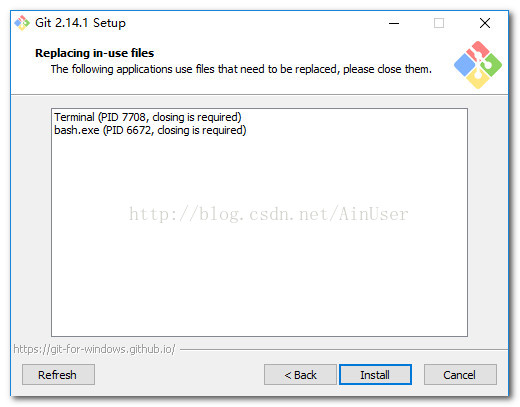 Git 2.14.1 Setup
Replacing in-use files
The following applications use files that need to be replaced, please close them.
Terminal (PID 7708, closing is required)
bash.exe (PID 6672, closing is required)
http://blog.csdn.net/AinUser
https://git-for-windows.github.io/
Refresh
< Back
Install
Cancel